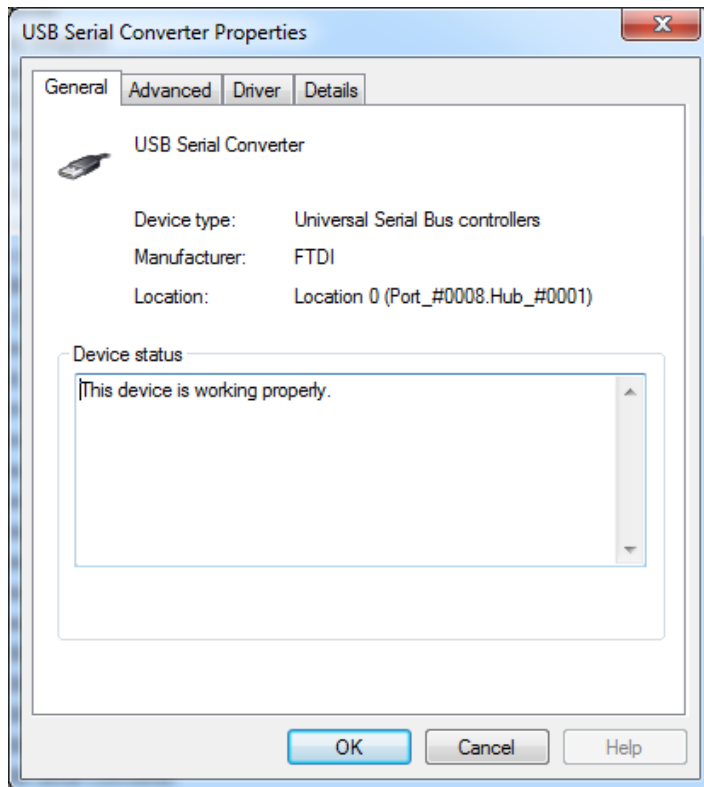 USB Serial Converter Properties
General Advanced Driver Details
USB Serial Converter
Device type: Universal Serial Bus controllers
Manufacturer: FTDI
Location: Location 0 (Port_#0008.Hub_#0001)
Device status
This device is working properly.
OK Cancel Help